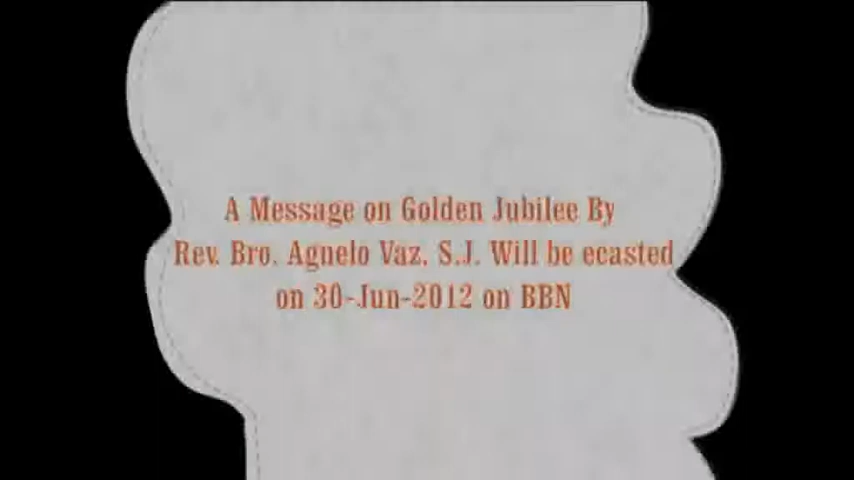 A Message on Golden Jubilee By
Rev. Bro. Agnelo Vaz, S.J. Will be ecasted
on 30-Jun-2012 on BBN